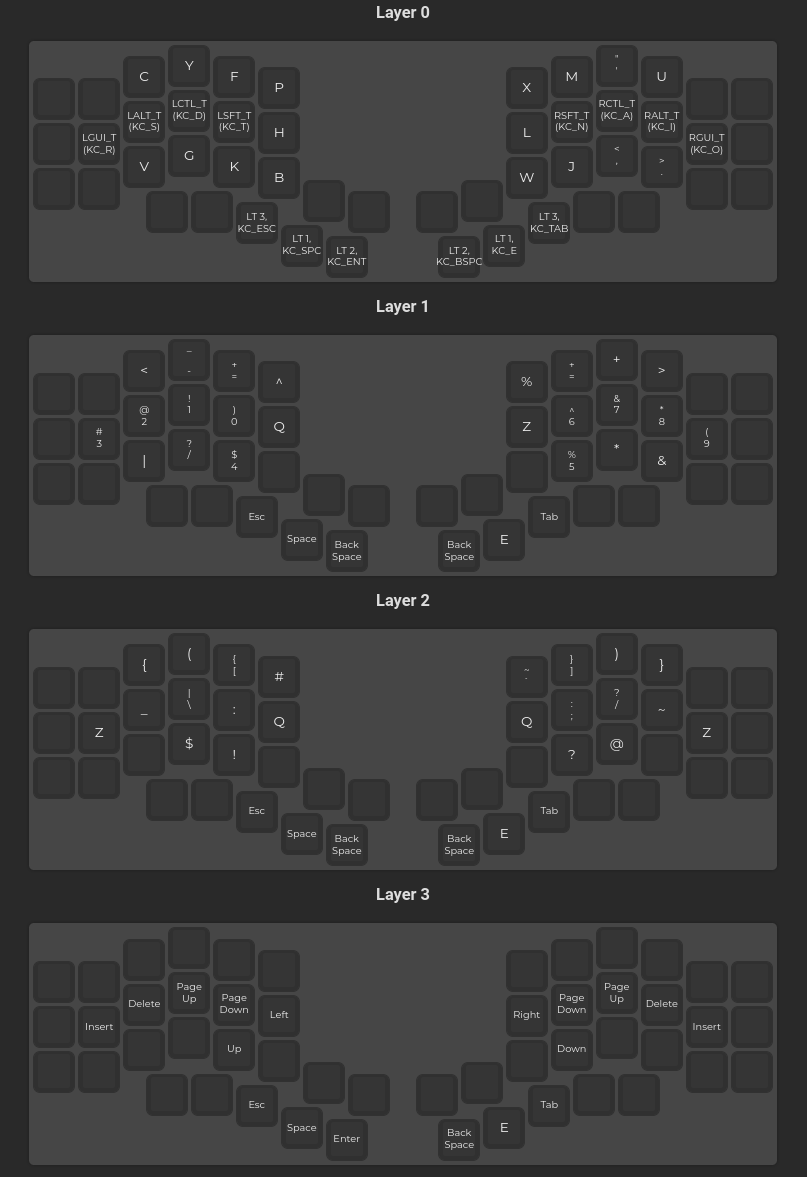 Layer 0
C Y F P X M " ' U
LGUI_T (KC_R) LALT_T (KC_S) LCTL_T (KC_D) LSFT_T (KC_T) H L RSFT_T (KC_N) RCTL_T (KC_A) RALT_T (KC_I) RGUI_T (KC_O)
V G K B W J < , > .
LT 3, KC_ESC LT 1, KC_SPC LT 2, KC_ENT LT 2, KC_BSPC LT 1, KC_E LT 3, KC_TAB
Layer 1
< _ - + = ^ % + = + >
# 3 @ 2 ! 1 ) 0 Q Z ^ 6 & 7 * 8 ( 9
| ? / $ 4 % 5 * &
Esc Space Back Space Back Space E Tab
Layer 2
{ ( { [ # ~ ` } ] ) }
Z _ | \ : Q Q : ; ? / ~ Z
$ ! ? @
Esc Space Back Space Back Space E Tab
Layer 3
Insert Delete Page Up Page Down Left Right Page Down Page Up Delete Insert
Up Down
Esc Space Enter Back Space E Tab